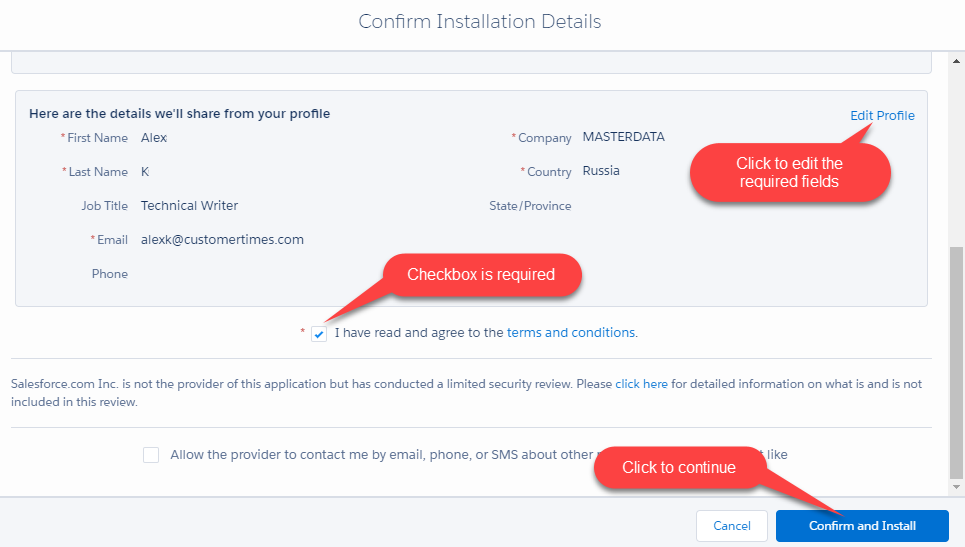 Confirm Installation Details
Here are the details we'll share from your profile
Edit Profile
* First Name Alex
* Company MASTERDATA
Click to edit the
required fields
* Last Name K
* Country Russia
Job Title Technical Writer
State/Province
* Email alexk@customertimes.com
Phone
Checkbox is required
* I have read and agree to the terms and conditions.
Salesforce.com Inc. is not the provider of this application but has conducted a limited security review. Please click here for detailed information on what is and is not
included in this review.
Allow the provider to contact me by email, phone, or SMS about other like
Click to continue
Cancel
Confirm and Install